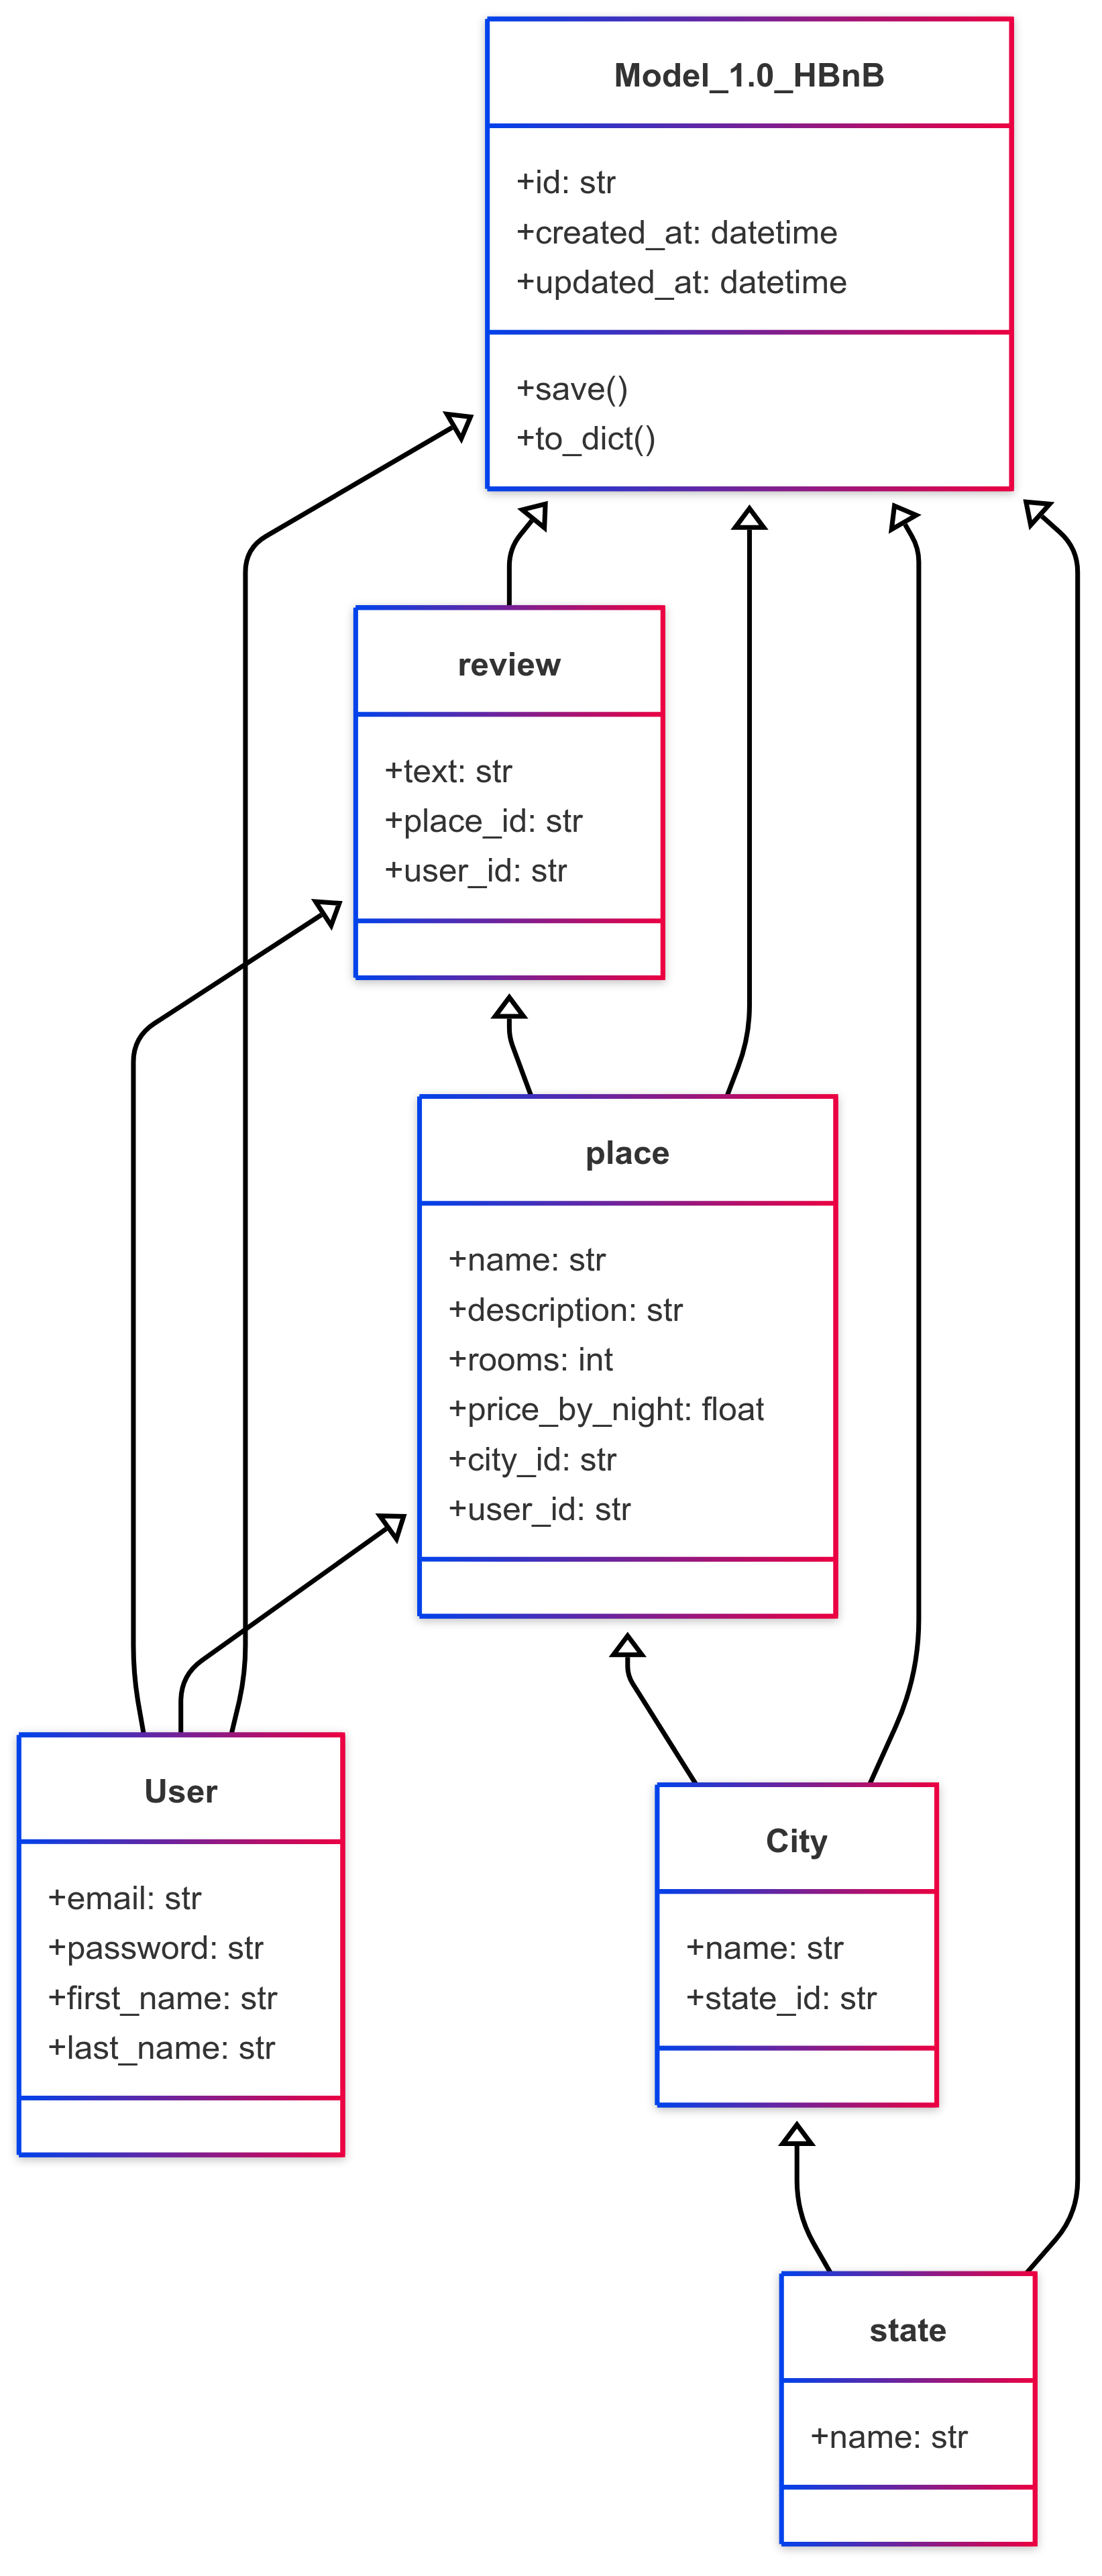 Model_1.0_HBnB
+id: str
+created_at: datetime
+updated_at: datetime
+save()
+to_dict()
review
+text: str
+place_id: str
+user_id: str
place
+name: str
+description: str
+rooms: int
+price_by_night: float
+city_id: str
+user_id: str
User
+email: str
+password: str
+first_name: str
+last_name: str
City
+name: str
+state_id: str
state
+name: str